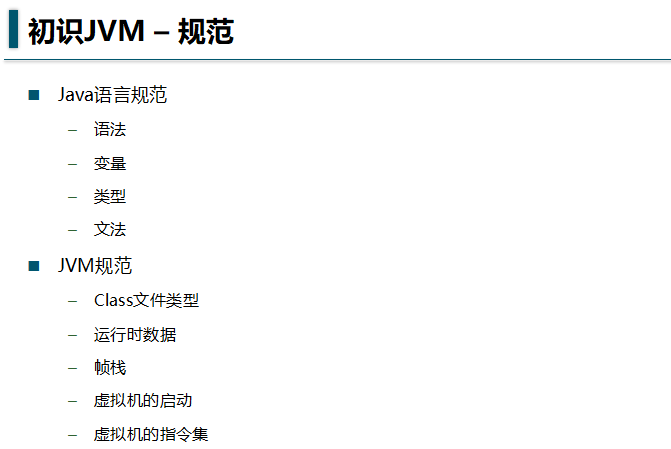 初识JVM – 规范
■ Java语言规范
– 语法
– 变量
– 类型
– 文法
■ JVM规范
– Class文件类型
– 运行时数据
– 帧栈
– 虚拟机的启动
– 虚拟机的指令集